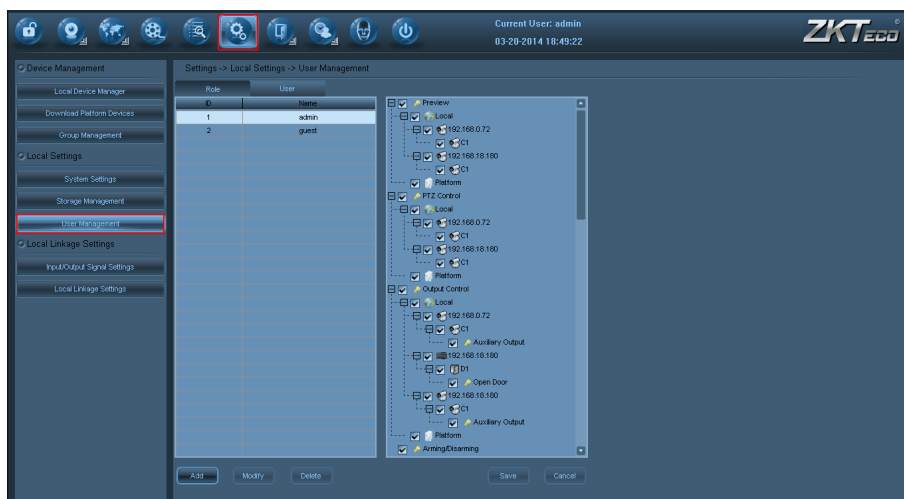 Current User: admin
03-20-2014 18:49:22
ZKTeco
Device Management
Local Device Manager
Download Platform Devices
Group Management
Local Settings
System Settings
Storage Management
User Management
Local Linkage Settings
Input/Output Signal Settings
Local Linkage Settings
Settings -> Local Settings -> User Management
Role User
ID Name
1 admin
2 guest
Preview
Local
192.168.0.72
C1
192.168.18.180
C1
Platform
PTZ Control
Local
192.168.0.72
C1
192.168.18.180
C1
Platform
Output Control
Local
192.168.0.72
C1
Auxiliary Output
192.168.18.180
D1
Open Door
192.168.18.180
C1
Auxiliary Output
Platform
Arming/Disarming
Add Modify Delete Save Cancel